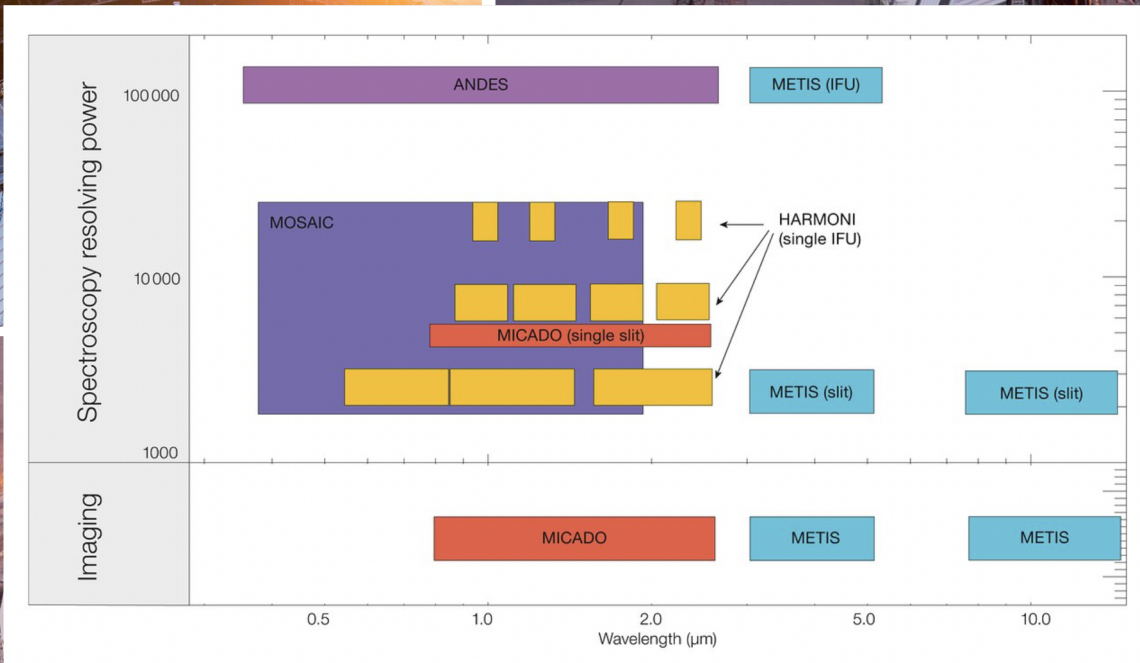 Spectroscopy resolving power
100 000
10 000
1000
ANDES
METIS (IFU)
MOSAIC
HARMONI
(single IFU)
MICADO (single slit)
METIS (slit)
METIS (slit)
Imaging
MICADO
METIS
METIS
0.5
1.0
2.0
5.0
10.0
Wavelength (µm)